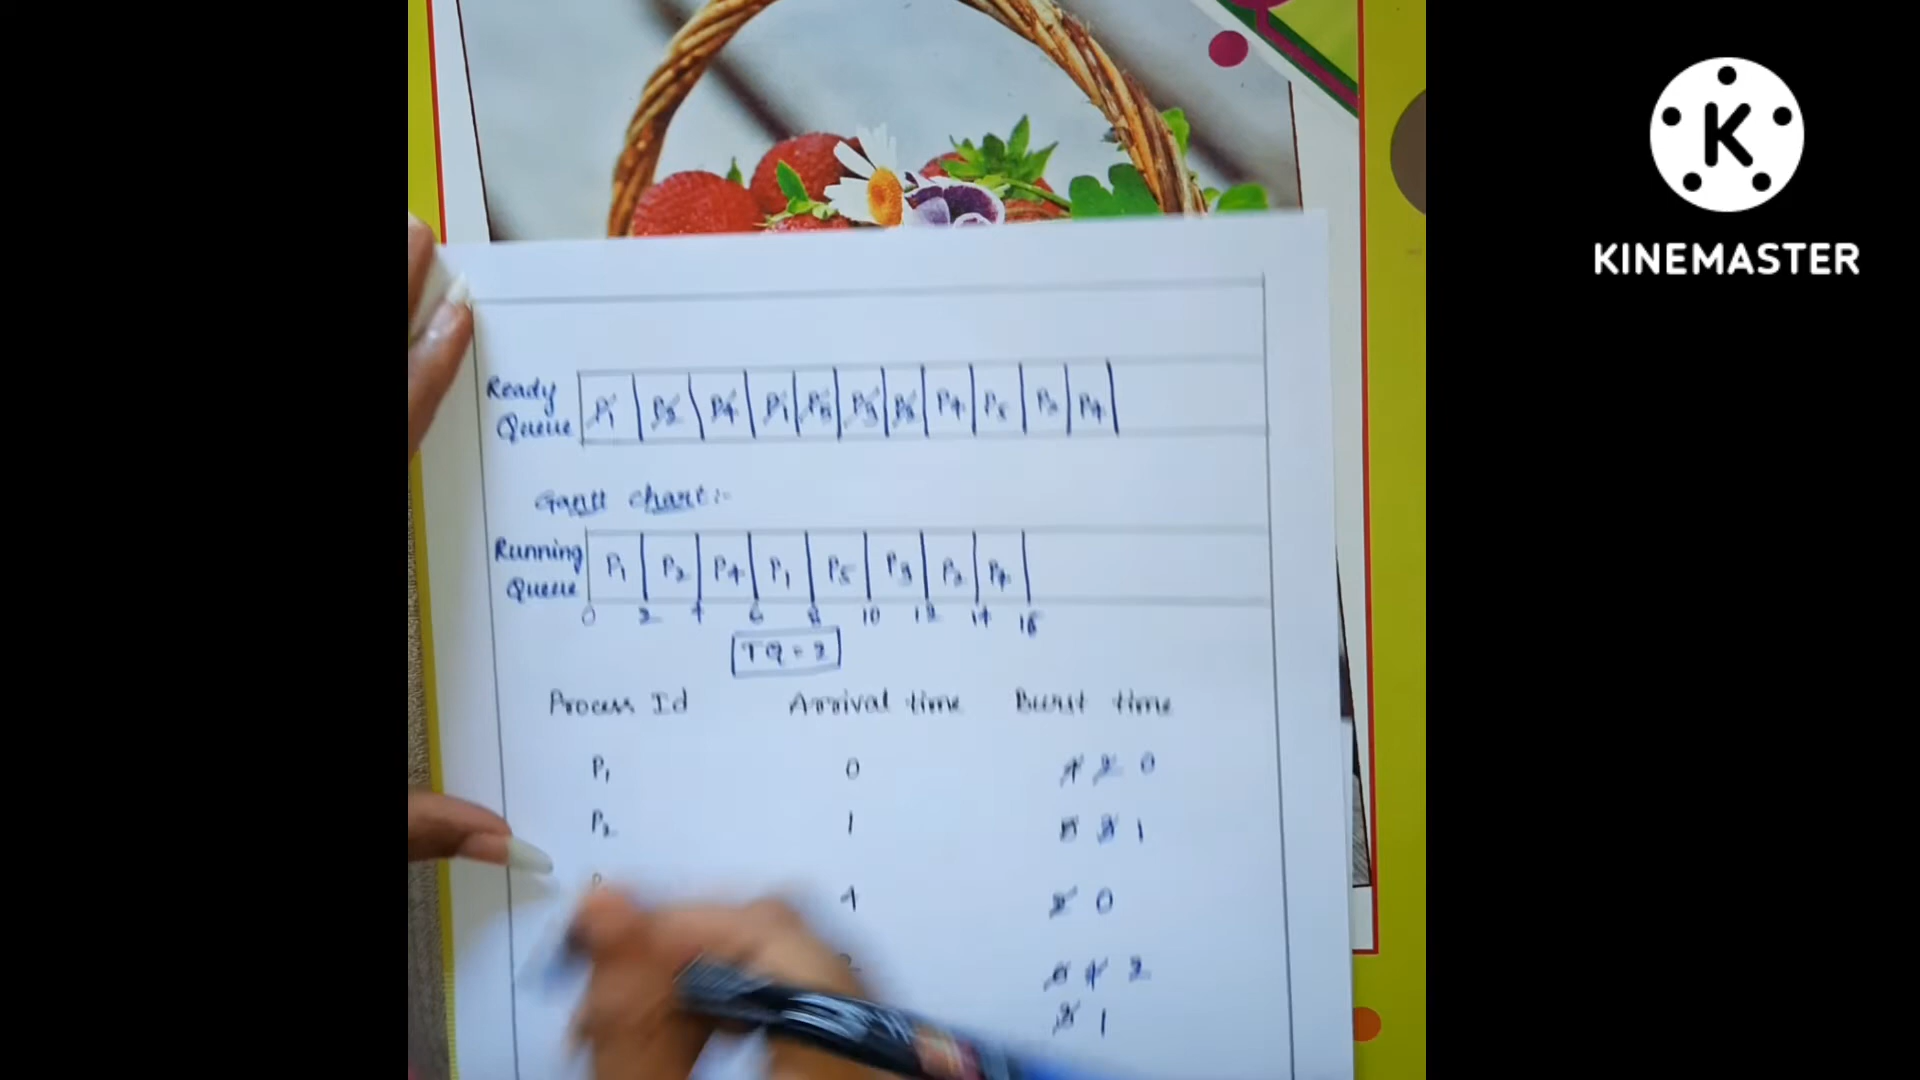 KINEMASTER
Ready Queue P1 P2 P4 P1 P5 P3 P2 P4 P5 P2 P4
Gantt chart:-
Running Queue P1 P2 P4 P1 P5 P3 P2 P4
0 2 4 6 8 10 12 14 16
TQ = 2
Process Id Arrival time Burst time
P1 0 4 2 0
P2 1 5 3 1
4 2 0
6 4 2
3 1